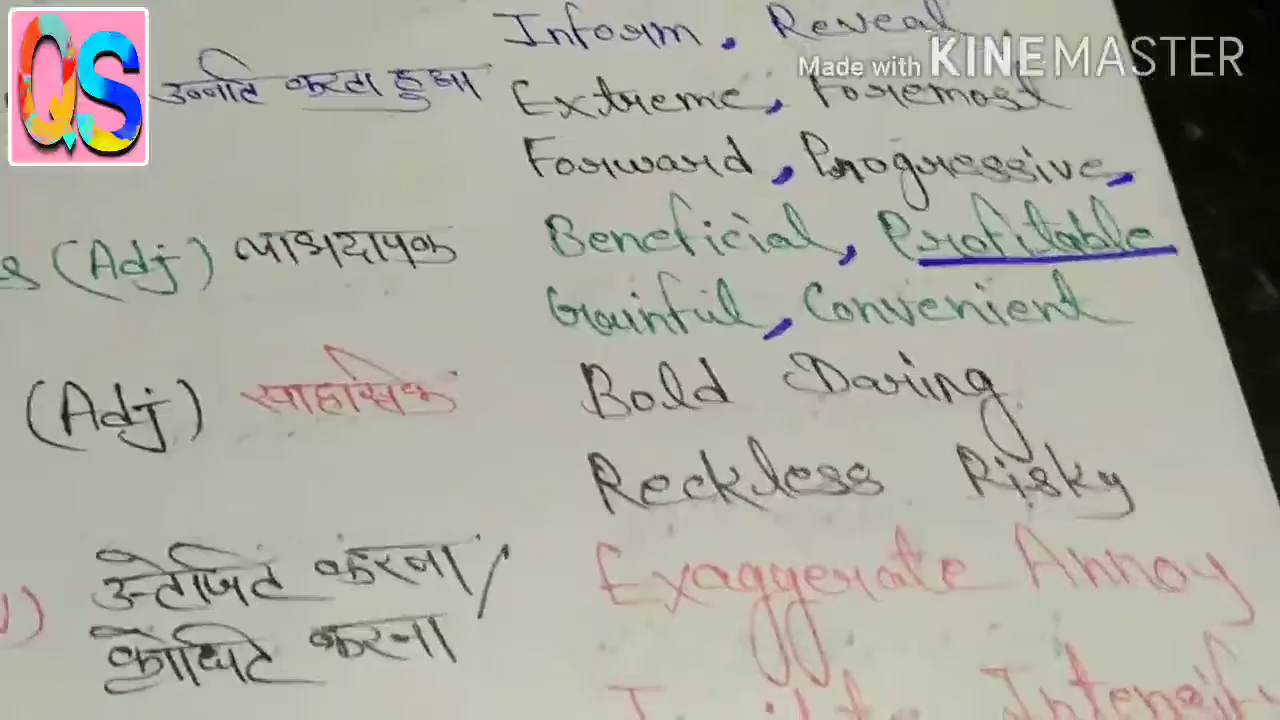 Inform, Reveal
Made with KINEMASTER
QS
उन्नति करता हुआ Extreme, Foremost
Forward, Progressive,
(Adj) लाभदायक Beneficial, Profitable
Gainful, Convenient
(Adj) साहसिक Bold Daring
Reckless Risky
उत्तेजित करना/ Exaggerate Annoy
क्रोधित करना
Intensify